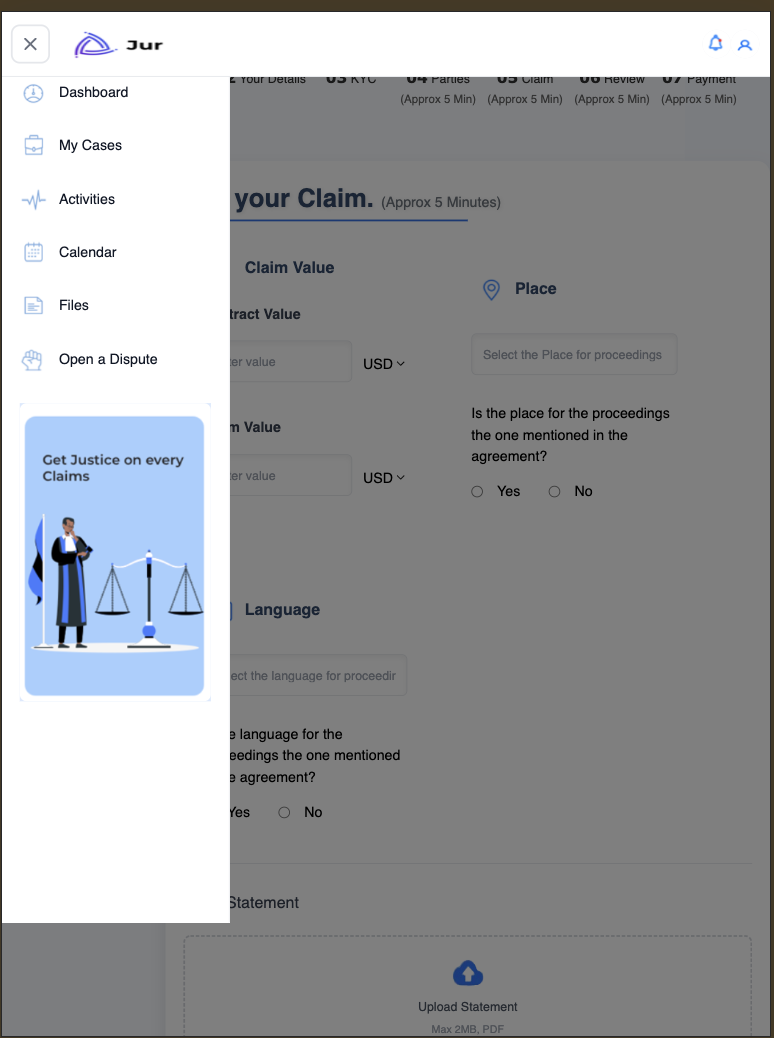 Jur
Your Details
03 KYC
04 Parties
(Approx 5 Min)
05 Claim
(Approx 5 Min)
06 Review
(Approx 5 Min)
07 Payment
(Approx 5 Min)
Dashboard
My Cases
Activities
Calendar
Files
Open a Dispute
Get Justice on every
Claims
your Claim. (Approx 5 Minutes)
Claim Value
tract Value
er value
USD
m Value
er value
USD
Place
Select the Place for proceedings
Is the place for the proceedings
the one mentioned in the
agreement?
Yes No
Language
ect the language for proceedir
e language for the
eedings the one mentioned
e agreement?
Yes No
Statement
Upload Statement
Max 2MB, PDF